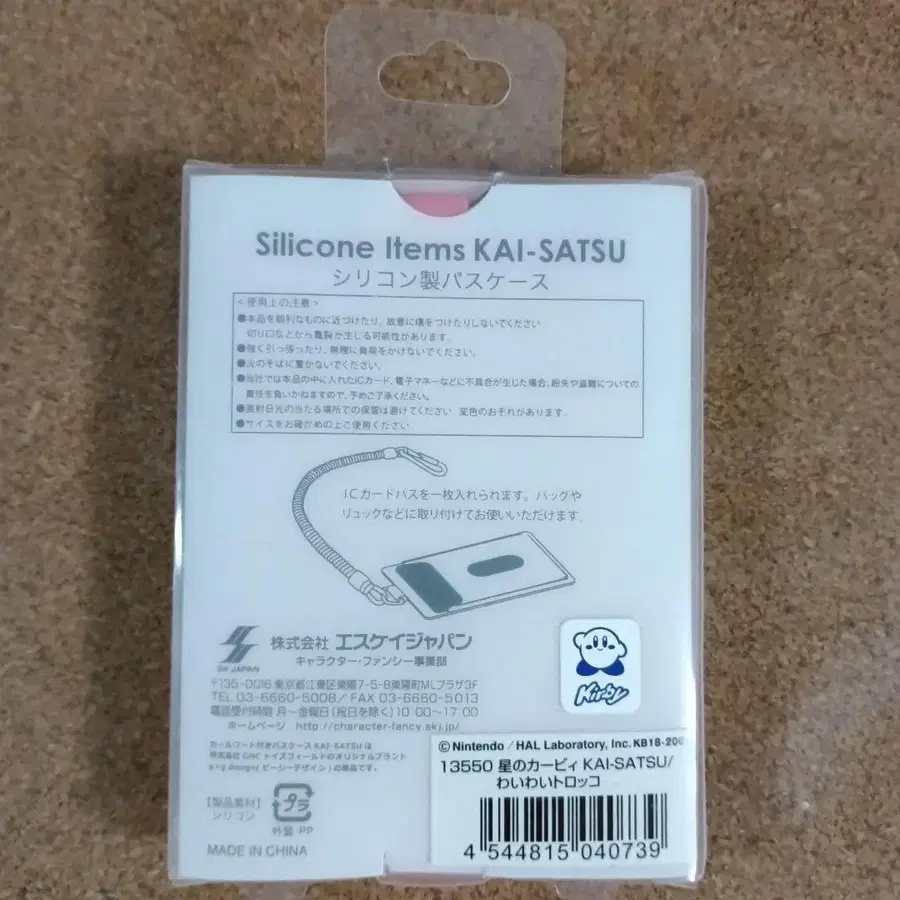 Silicone Items KAI-SATSU
シリコン製パスケース
<使用上の注意>
●本品を鋭利なものに近づけたり、故意に傷をつけたりしないでください
切り口などから亀裂が生じる可能性があります。
●強く引っ張ったり、無理に負荷をかけないでください。
●火のそばに置かないでください。
●当社では本品の中に入れたICカード、電子マネーなどに不具合が生じた場合、紛失や盗難についての
責任を負いかねますので、予めご了承ください。
●直射日光の当たる場所での保管は避けてください 変色のおそれがあります。
●サイズをお確かめの上ご使用ください
ICカードパスを一枚入れられます。バッグや
リュックなどに取り付けてお使いいただけます。
SK JAPAN
株式会社 エスケイジャパン
キャラクター・ファンシー事業部
〒135-0016 東京都江東区東陽7-5-8東陽町MLプラザ3F
TEL 03-6660-5008 / FAX 03-6660-5013
電話受付時間 月~金曜日(祝日を除く)10:00~17:00
ホームページ http://character-fancy.skj.jp/
Kirby
カールコード付きパスケース KAI-SATSU は
株式会社 GMC トイズフィールドのオリジナルブランド
p+g design(ピージーデザイン)の商品です。
©Nintendo / HAL Laboratory, Inc. KB18-206
13550 星のカービィ KAI-SATSU/
わいわいトロッコ
【製品素材】
シリコン
プラ
外装:PP
MADE IN CHINA
4 544815 040739